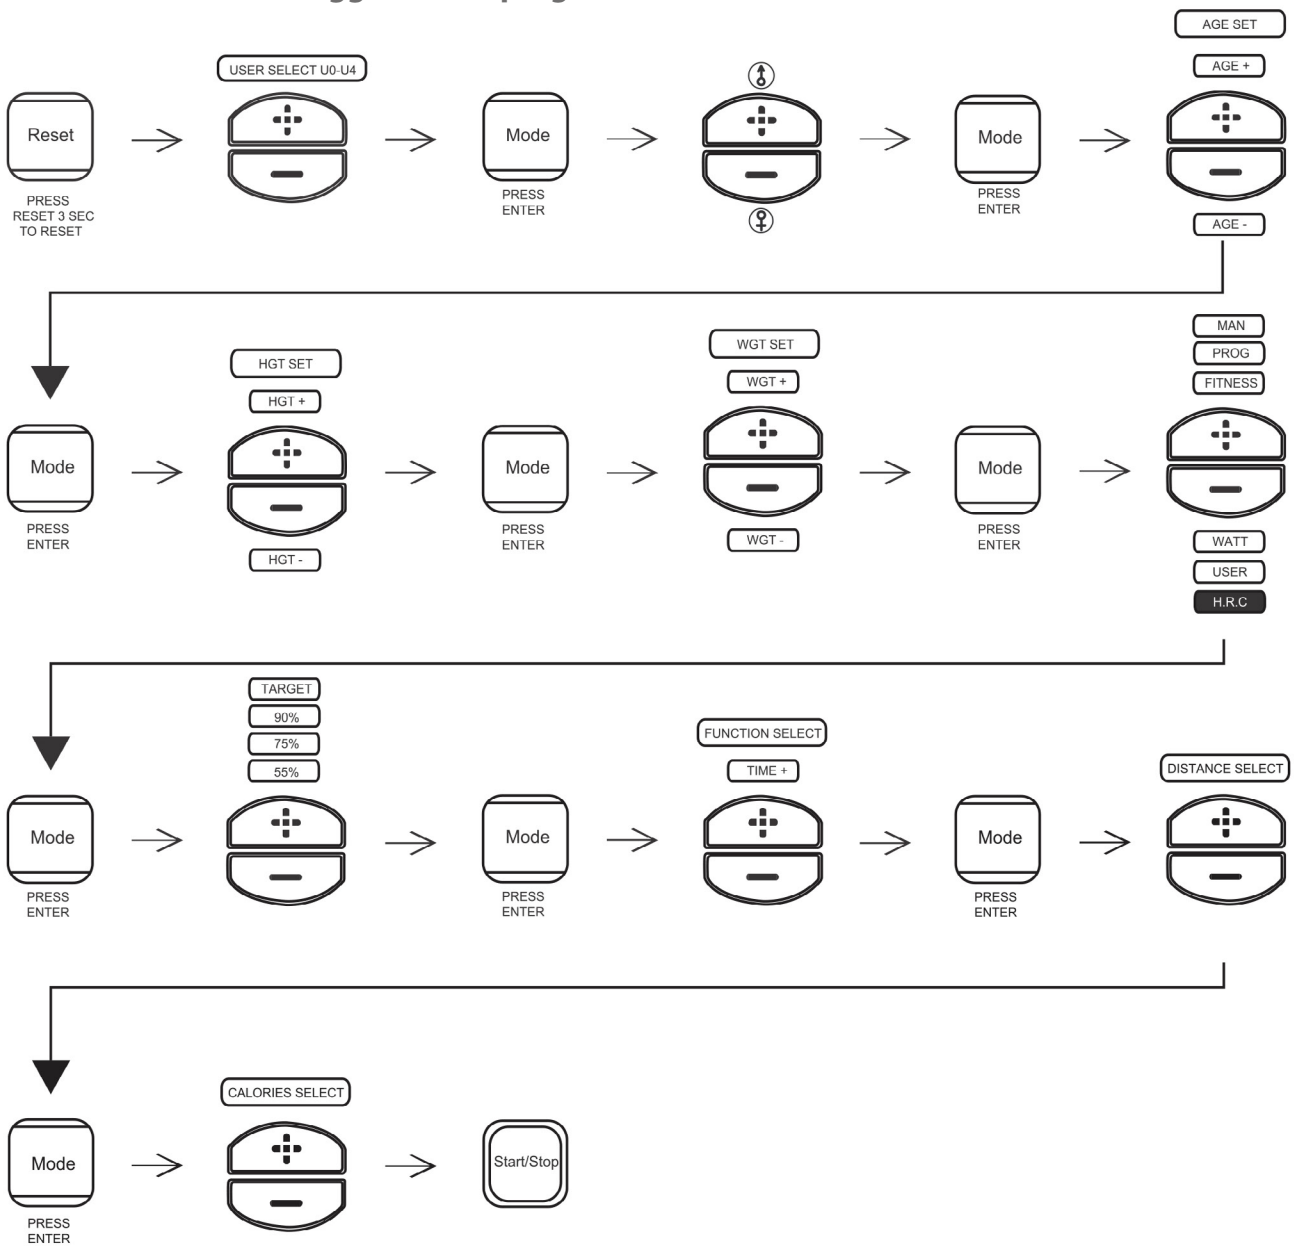 AGE SET
USER SELECT U0-U4
AGE +
Reset
Mode
Mode
PRESS
RESET 3 SEC
TO RESET
PRESS
ENTER
PRESS
ENTER
AGE -
HGT SET
HGT +
WGT SET
WGT +
MAN
PROG
FITNESS
Mode
PRESS
ENTER
HGT -
Mode
PRESS
ENTER
WGT -
Mode
PRESS
ENTER
WATT
USER
H.R.C
TARGET
90%
75%
55%
FUNCTION SELECT
TIME +
DISTANCE SELECT
Mode
PRESS
ENTER
Mode
PRESS
ENTER
Mode
PRESS
ENTER
CALORIES SELECT
Mode
PRESS
ENTER
Start/Stop